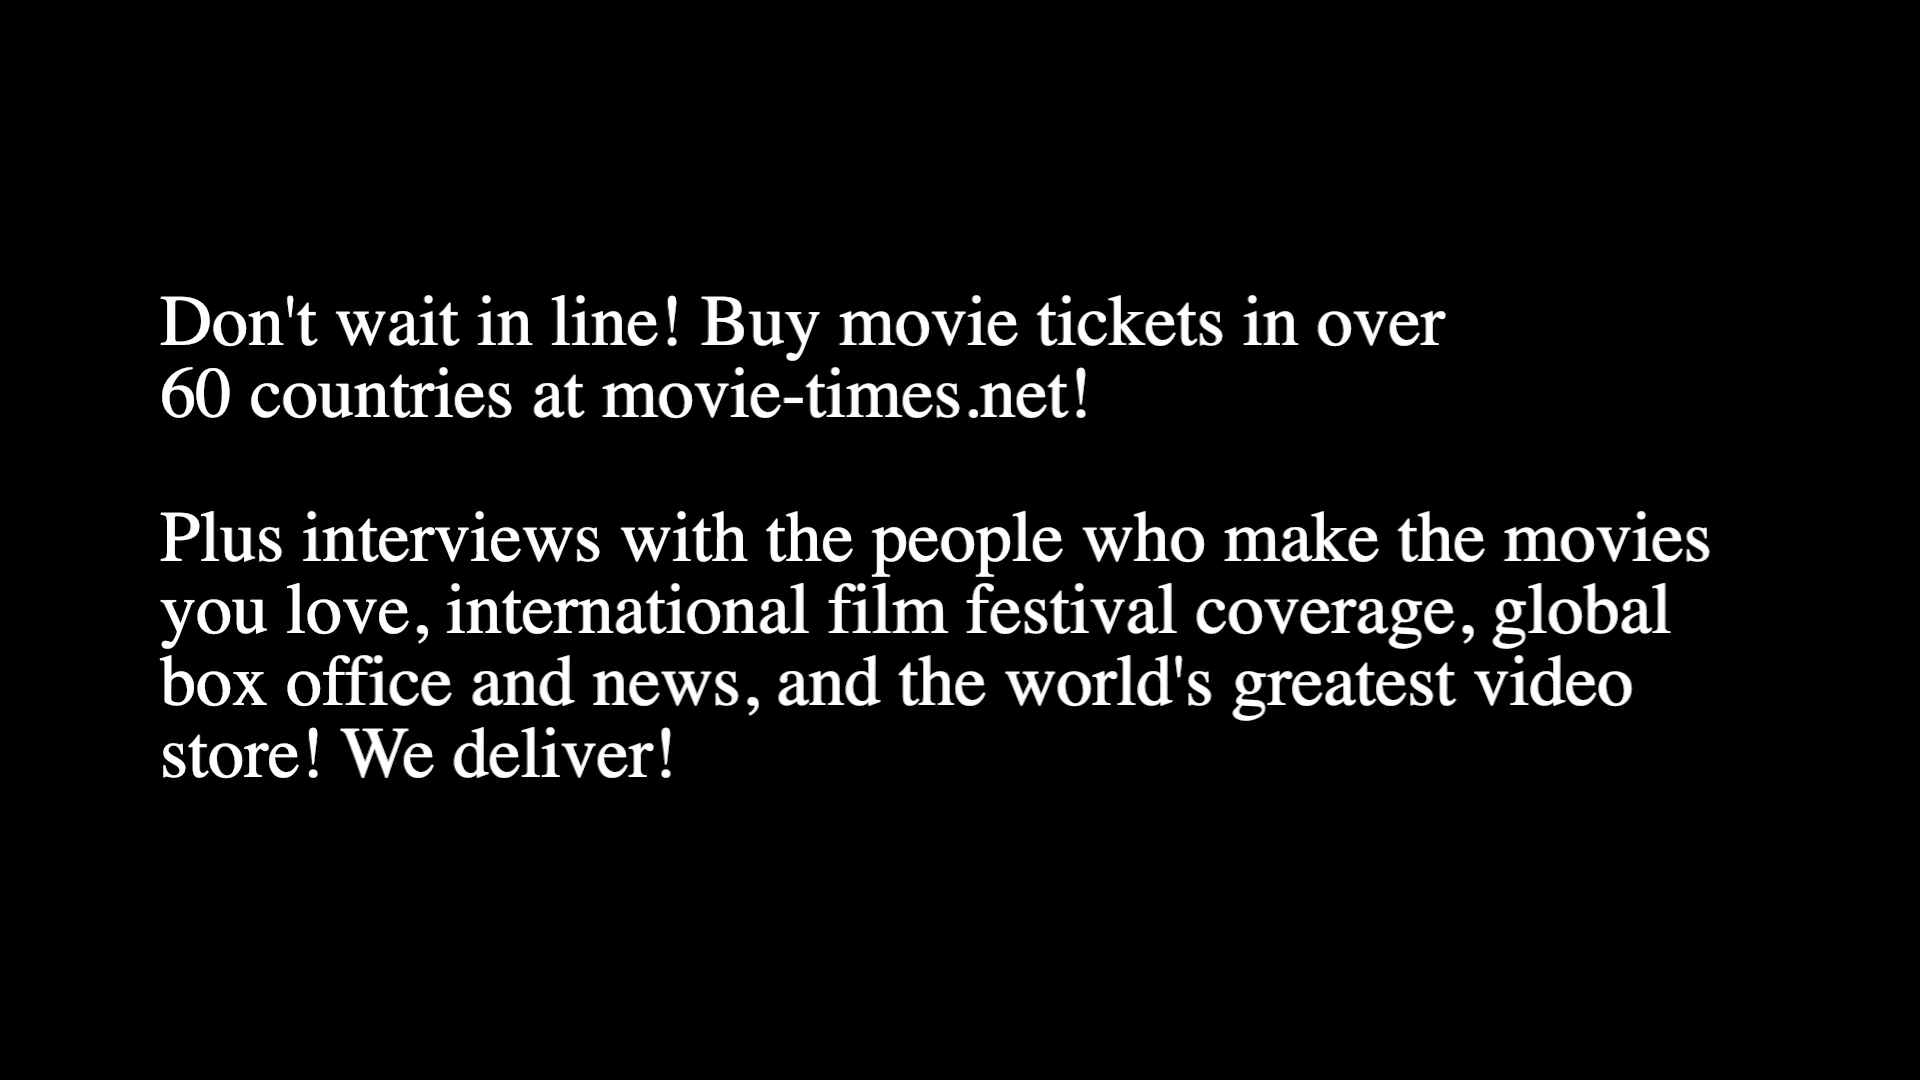 Don't wait in line! Buy movie tickets in over
60 countries at movie-times.net!
Plus interviews with the people who make the movies
you love, international film festival coverage, global
box office and news, and the world's greatest video
store! We deliver!